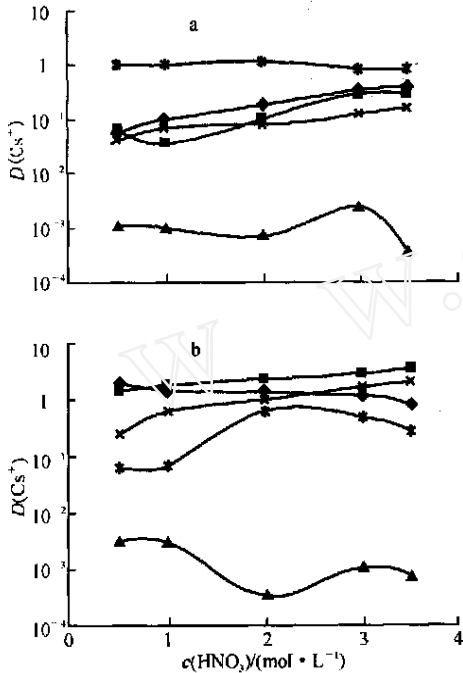 a
10
1
10⁻¹
10⁻²
10⁻³
10⁻⁴
D(Cs⁺)
W W.
b
10
1
10⁻¹
10⁻²
10⁻³
10⁻⁴
D(Cs⁺)
0 1 2 3 4
c(HNO₃)/(mol·L⁻¹)